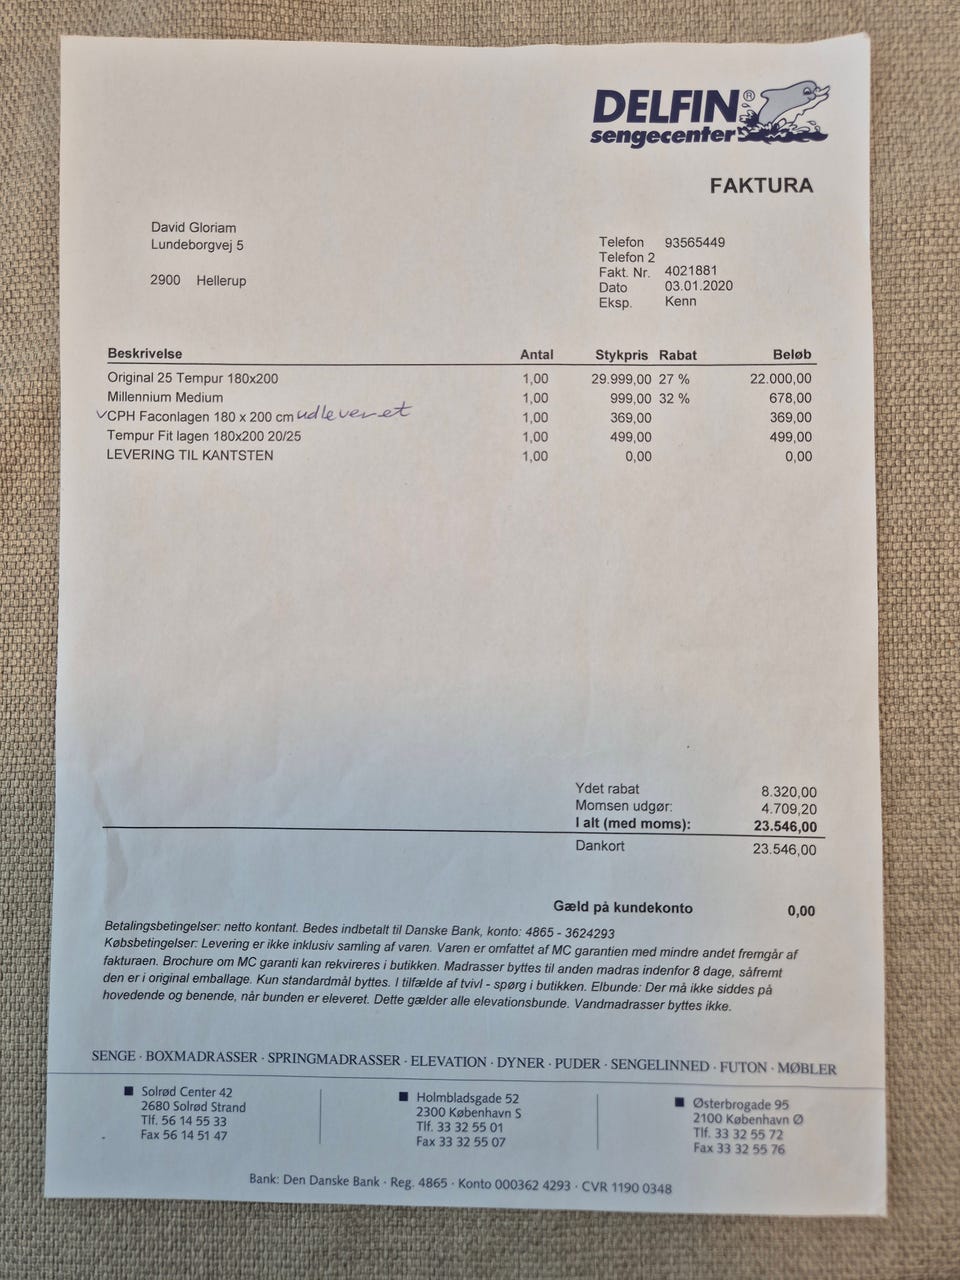 DELFIN®
sengecenter
FAKTURA
David Gloriam
Lundeborgvej 5
2900 Hellerup
Telefon 93565449
Telefon 2
Fakt. Nr. 4021881
Dato 03.01.2020
Eksp. Kenn
Beskrivelse Antal Stykpris Rabat Beløb
Original 25 Tempur 180x200 1,00 29.999,00 27 % 22.000,00
Millennium Medium 1,00 999,00 32 % 678,00
✓CPH Faconlagen 180 x 200 cm udleveret 1,00 369,00 369,00
Tempur Fit lagen 180x200 20/25 1,00 499,00 499,00
LEVERING TIL KANTSTEN 1,00 0,00 0,00
Ydet rabat 8.320,00
Momsen udgør: 4.709,20
I alt (med moms): 23.546,00
Dankort 23.546,00
Gæld på kundekonto 0,00
Betalingsbetingelser: netto kontant. Bedes indbetalt til Danske Bank, konto: 4865 - 3624293
Købsbetingelser: Levering er ikke inklusiv samling af varen. Varen er omfattet af MC garantien med mindre andet fremgår af
fakturaen. Brochure om MC garanti kan rekvireres i butikken. Madrasser byttes til anden madras indenfor 8 dage, såfremt
den er i original emballage. Kun standardmål byttes. I tilfælde af tvivl - spørg i butikken. Elbunde: Der må ikke siddes på
hovedende og benende, når bunden er eleveret. Dette gælder alle elevationsbunde. Vandmadrasser byttes ikke.
SENGE · BOXMADRASSER · SPRINGMADRASSER · ELEVATION · DYNER · PUDER · SENGELINNED · FUTON · MØBLER
Solrød Center 42
2680 Solrød Strand
Tlf. 56 14 55 33
Fax 56 14 51 47
Holmbladsgade 52
2300 København S
Tlf. 33 32 55 01
Fax 33 32 55 07
Østerbrogade 95
2100 København Ø
Tlf. 33 32 55 72
Fax 33 32 55 76
Bank: Den Danske Bank · Reg. 4865 · Konto 000362 4293 · CVR 1190 0348